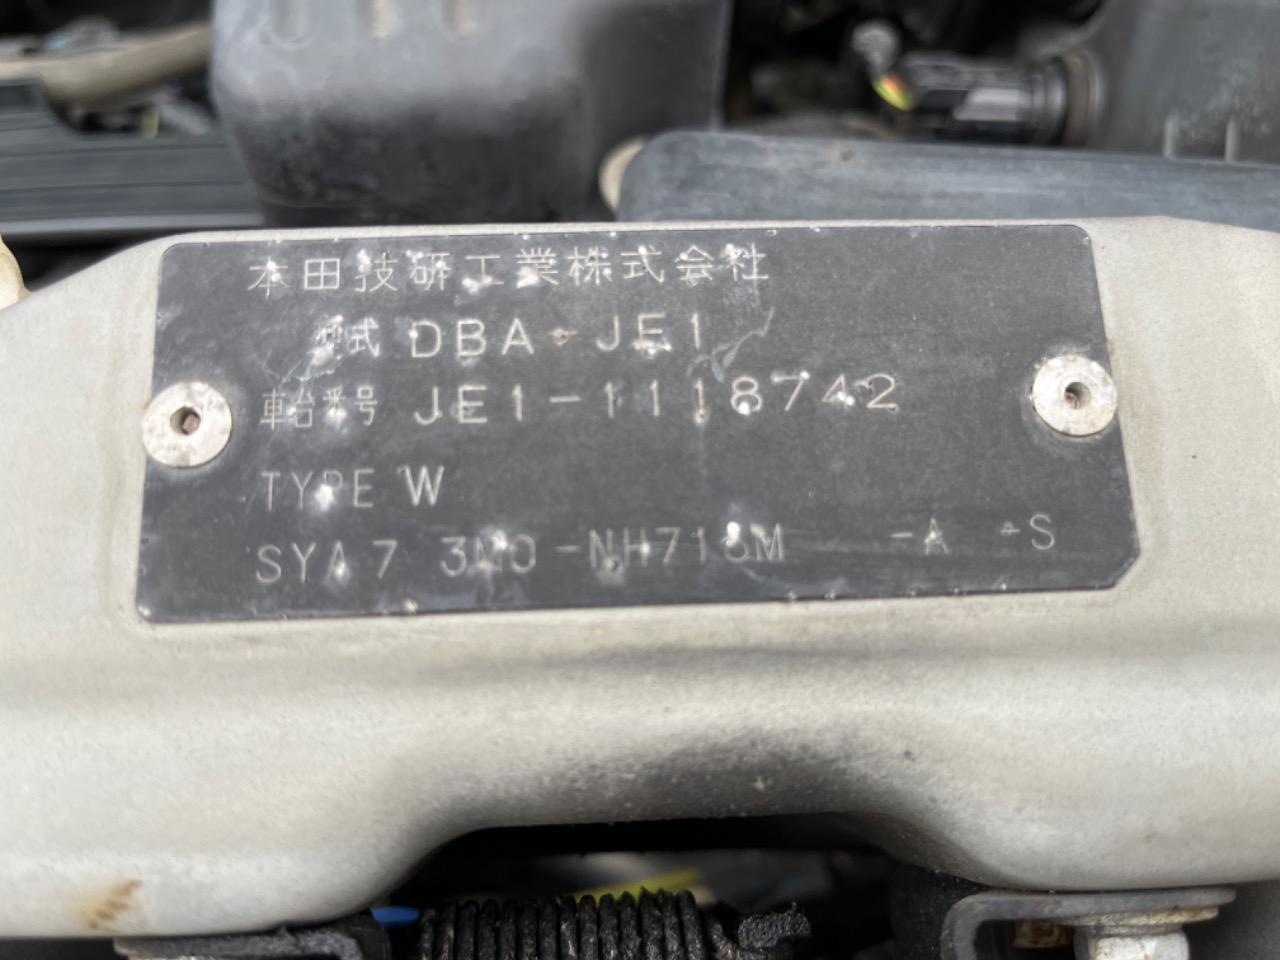 本田技研工業株式会社
型式 DBA-JE1
車台番号 JE1-1118742
TYPE W
SYA7 3M0 -NH718M -A -S